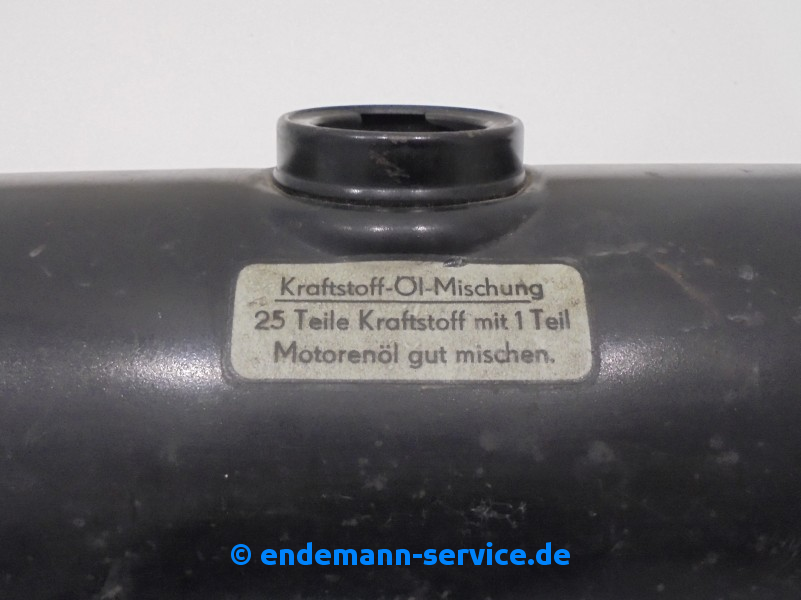 Kraftstoff-Öl-Mischung
25 Teile Kraftstoff mit 1 Teil
Motorenöl gut mischen.
© endemann-service.de